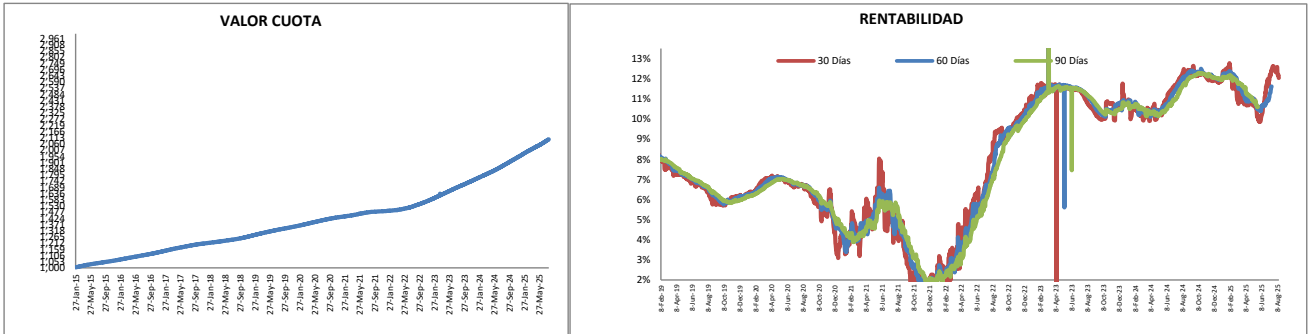 VALOR CUOTA
2,961
2,908
2,855
2,802
2,749
2,696
2,643
2,590
2,537
2,484
2,431
2,378
2,325
2,272
2,219
2,166
2,113
2,060
2,007
1,954
1,901
1,848
1,795
1,742
1,689
1,636
1,583
1,530
1,477
1,424
1,371
1,318
1,265
1,212
1,159
1,106
1,053
1,000
27-Jan-15
27-May-15
27-Sep-15
27-Jan-16
27-May-16
27-Sep-16
27-Jan-17
27-May-17
27-Sep-17
27-Jan-18
27-May-18
27-Sep-18
27-Jan-19
27-May-19
27-Sep-19
27-Jan-20
27-May-20
27-Sep-20
27-Jan-21
27-May-21
27-Sep-21
27-Jan-22
27-May-22
27-Sep-22
27-Jan-23
27-May-23
27-Sep-23
27-Jan-24
27-May-24
27-Sep-24
27-Jan-25
27-May-25
RENTABILIDAD
30 Días
60 Días
90 Días
13%
12%
11%
10%
8%
7%
6%
5%
4%
3%
2%
8-Feb-19
8-Apr-19
8-Jun-19
8-Aug-19
8-Oct-19
8-Dec-19
8-Feb-20
8-Apr-20
8-Jun-20
8-Aug-20
8-Oct-20
8-Dec-20
8-Feb-21
8-Apr-21
8-Jun-21
8-Aug-21
8-Oct-21
8-Dec-21
8-Feb-22
8-Apr-22
8-Jun-22
8-Aug-22
8-Oct-22
8-Dec-22
8-Feb-23
8-Apr-23
8-Jun-23
8-Aug-23
8-Oct-23
8-Dec-23
8-Feb-24
8-Apr-24
8-Jun-24
8-Aug-24
8-Oct-24
8-Dec-24
8-Feb-25
8-Apr-25
8-Jun-25
8-Aug-25